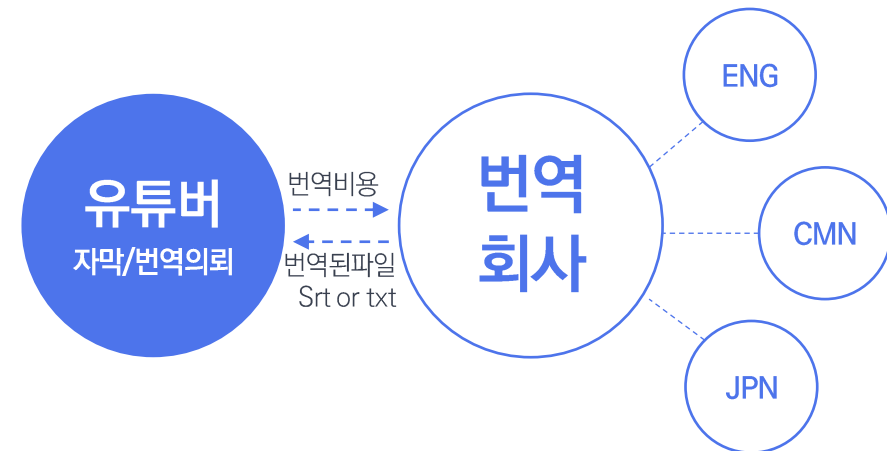 유튜버
자막/번역의뢰
번역비용
번역된파일
Srt or txt
번역
회사
ENG
CMN
JPN